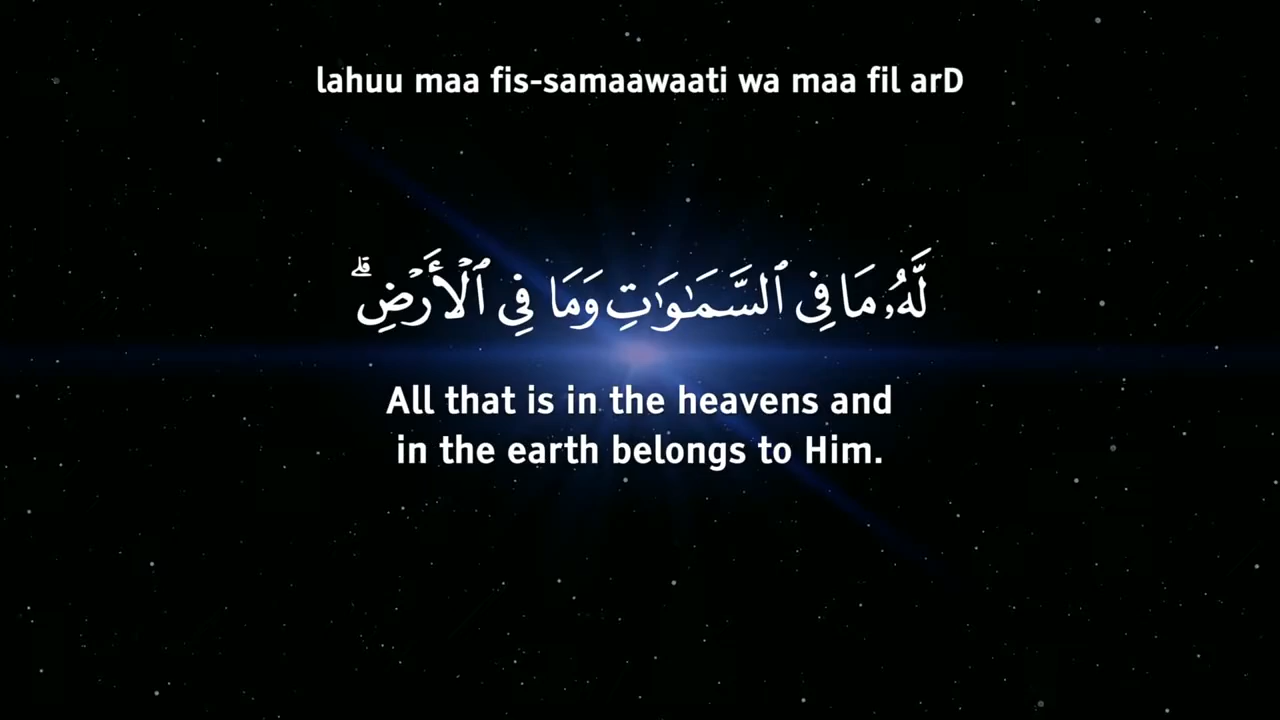 lahuu maa fis-samaawaati wa maa fil arD
لَّهُۥ مَا فِى ٱلسَّمَـٰوَٰتِ وَمَا فِى ٱلْأَرْضِ ۗ
All that is in the heavens and
in the earth belongs to Him.